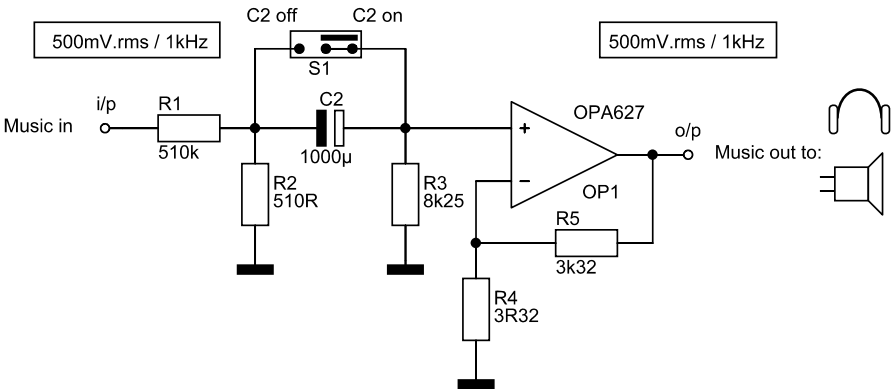 C2 off C2 on
500mV.rms / 1kHz
500mV.rms / 1kHz
S1
i/p
R1
C2
OPA627
o/p
Music in
+
Music out to:
510k
1000µ
R2
510R
R3
8k25
–
OP1
R5
3k32
R4
3R32